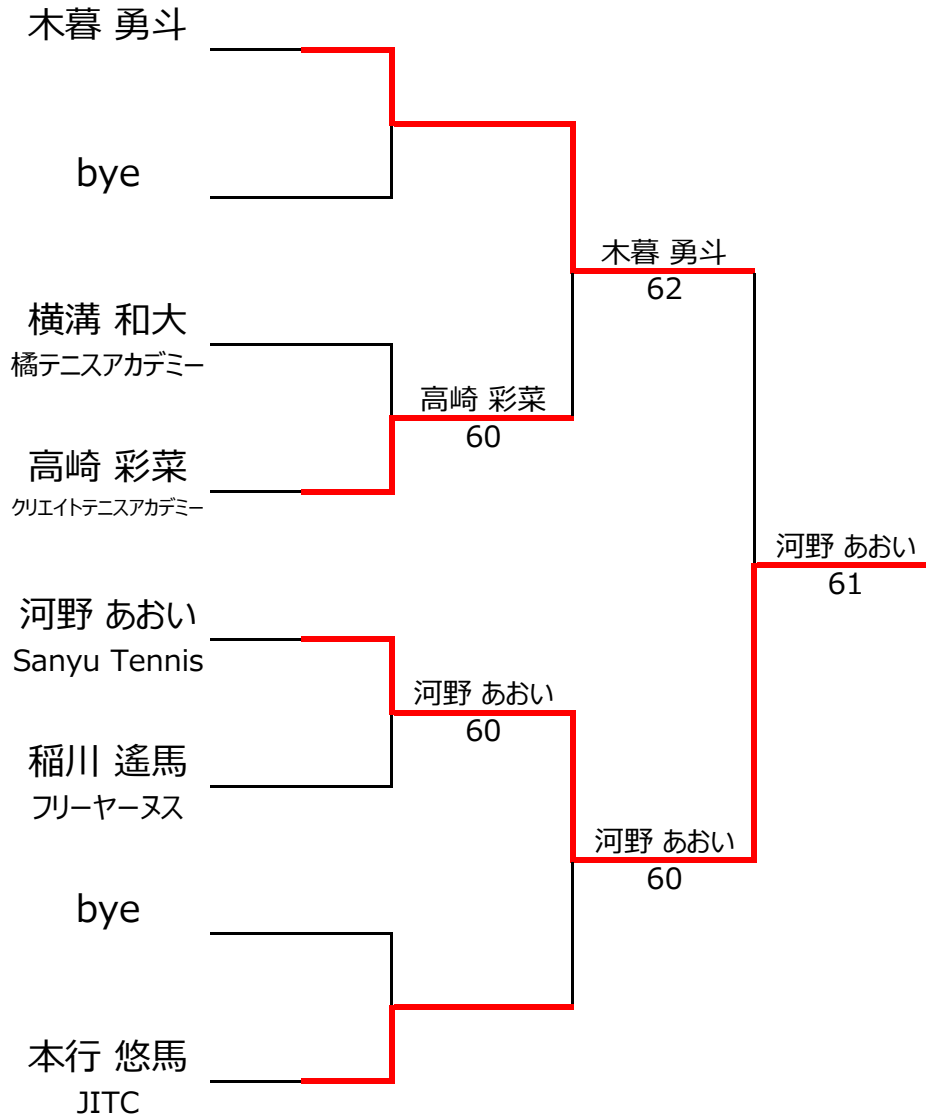 木暮 勇斗
bye
横溝 和大
橘テニスアカデミー
高崎 彩菜
クリエイトテニスアカデミー
河野 あおい
Sanyu Tennis
稲川 遙馬
フリーヤーヌス
bye
本行 悠馬
JITC
高崎 彩菜
60
河野 あおい
60
木暮 勇斗
62
河野 あおい
60
河野 あおい
61